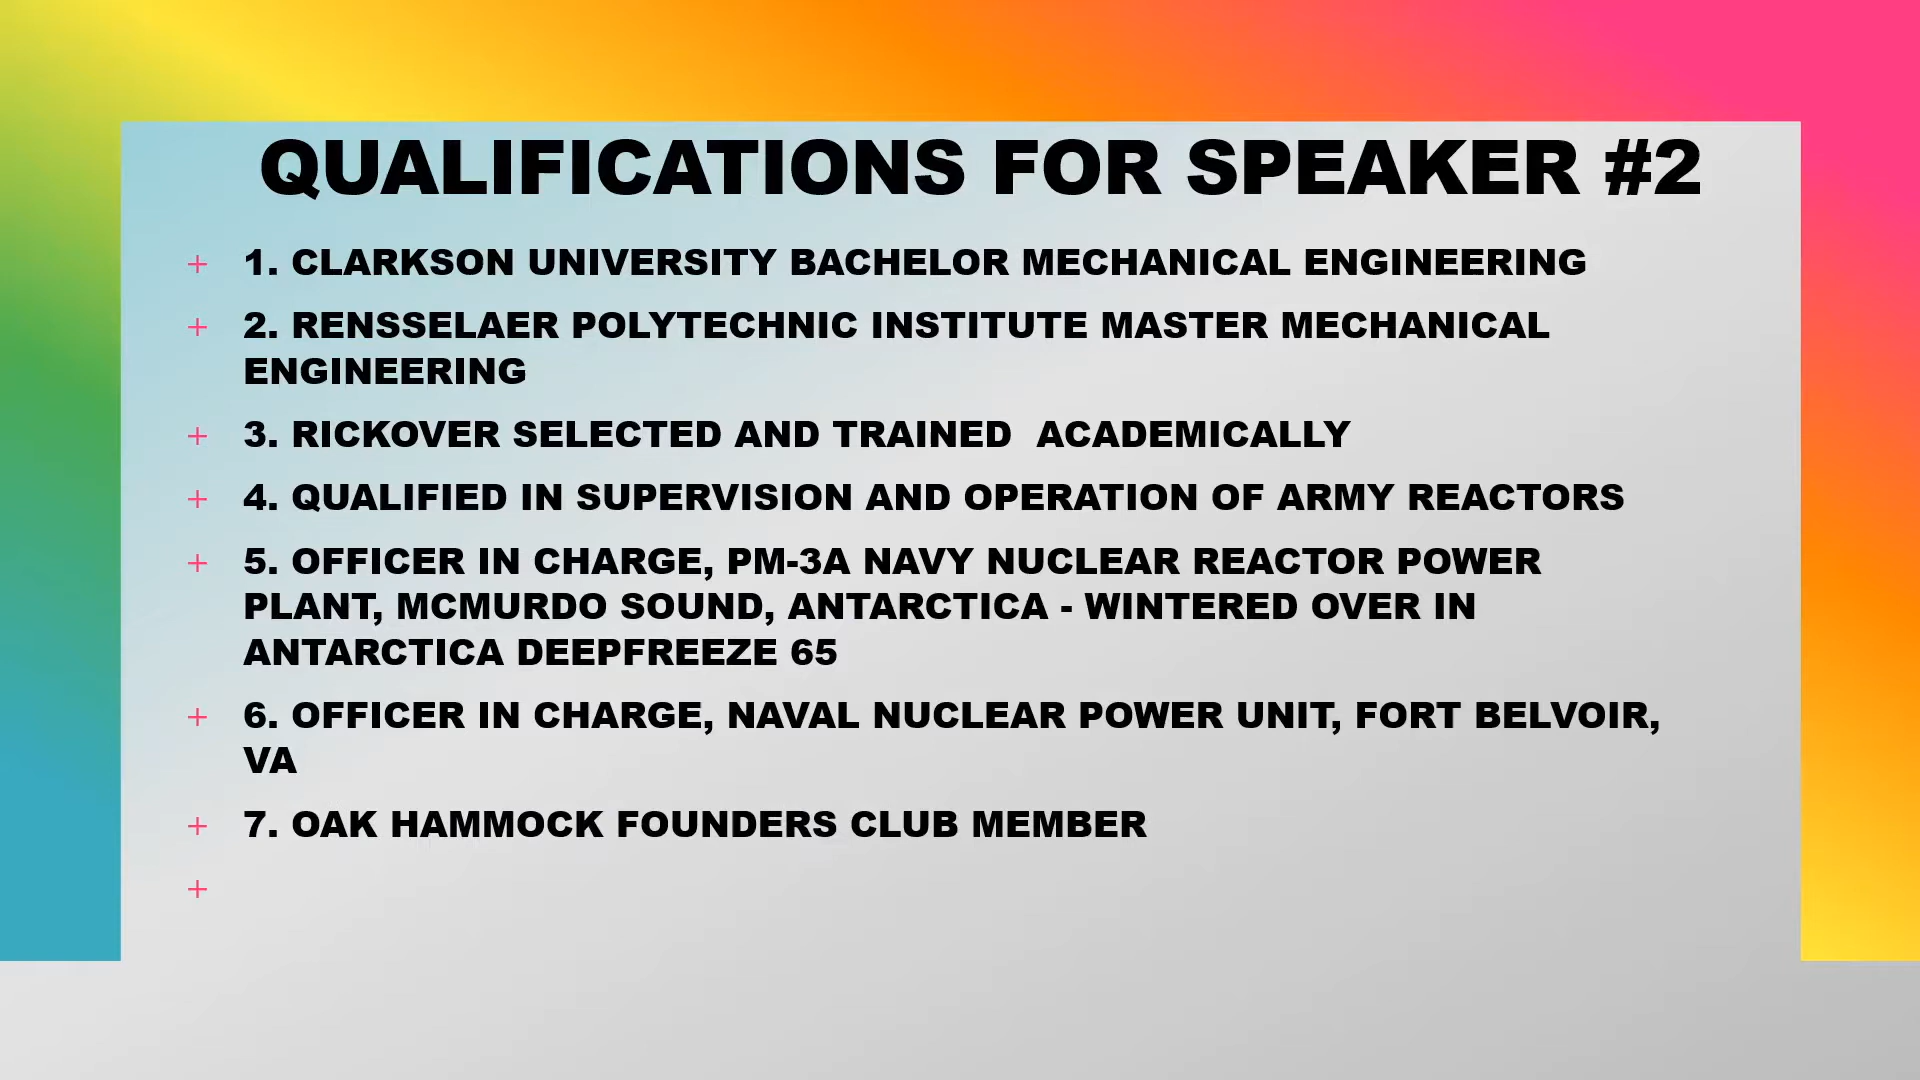 QUALIFICATIONS FOR SPEAKER #2
+ 1. CLARKSON UNIVERSITY BACHELOR MECHANICAL ENGINEERING
+ 2. RENSSELAER POLYTECHNIC INSTITUTE MASTER MECHANICAL
ENGINEERING
+ 3. RICKOVER SELECTED AND TRAINED  ACADEMICALLY
+ 4. QUALIFIED IN SUPERVISION AND OPERATION OF ARMY REACTORS
+ 5. OFFICER IN CHARGE, PM-3A NAVY NUCLEAR REACTOR POWER
PLANT, MCMURDO SOUND, ANTARCTICA - WINTERED OVER IN
ANTARCTICA DEEPFREEZE 65
+ 6. OFFICER IN CHARGE, NAVAL NUCLEAR POWER UNIT, FORT BELVOIR,
VA
+ 7. OAK HAMMOCK FOUNDERS CLUB MEMBER
+